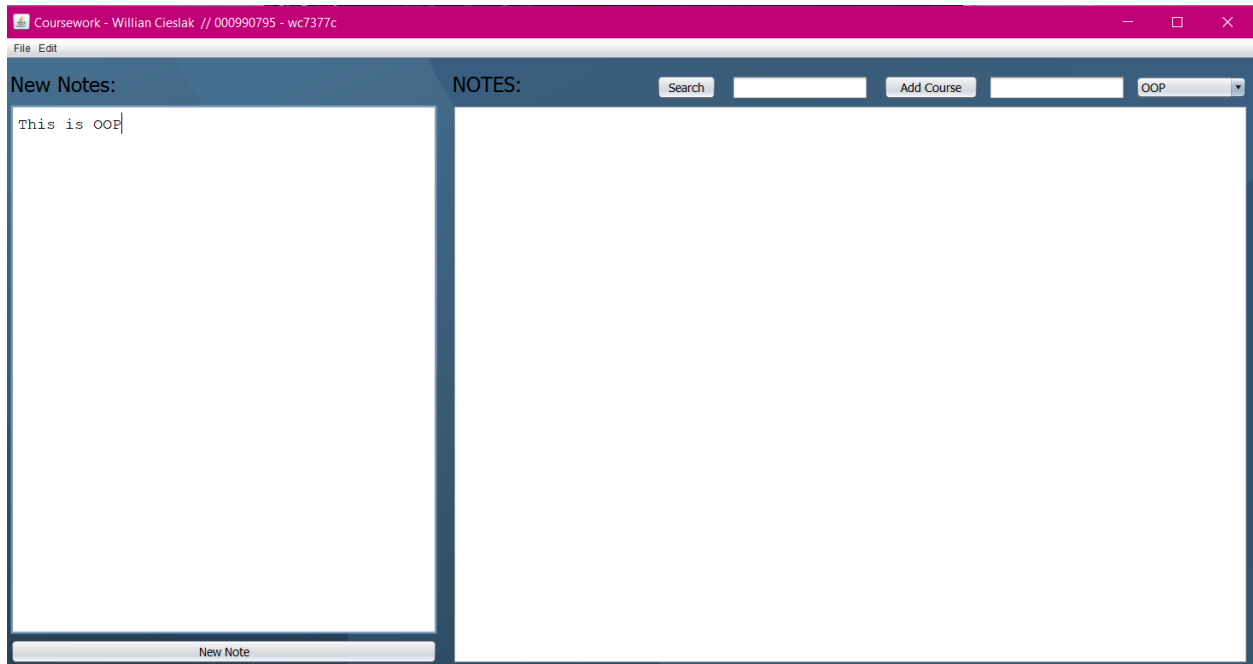 Coursework - Willian Cieslak // 000990795 - wc7377c
File Edit
New Notes:
NOTES:
Search
Add Course
OOP
This is OOP
New Note